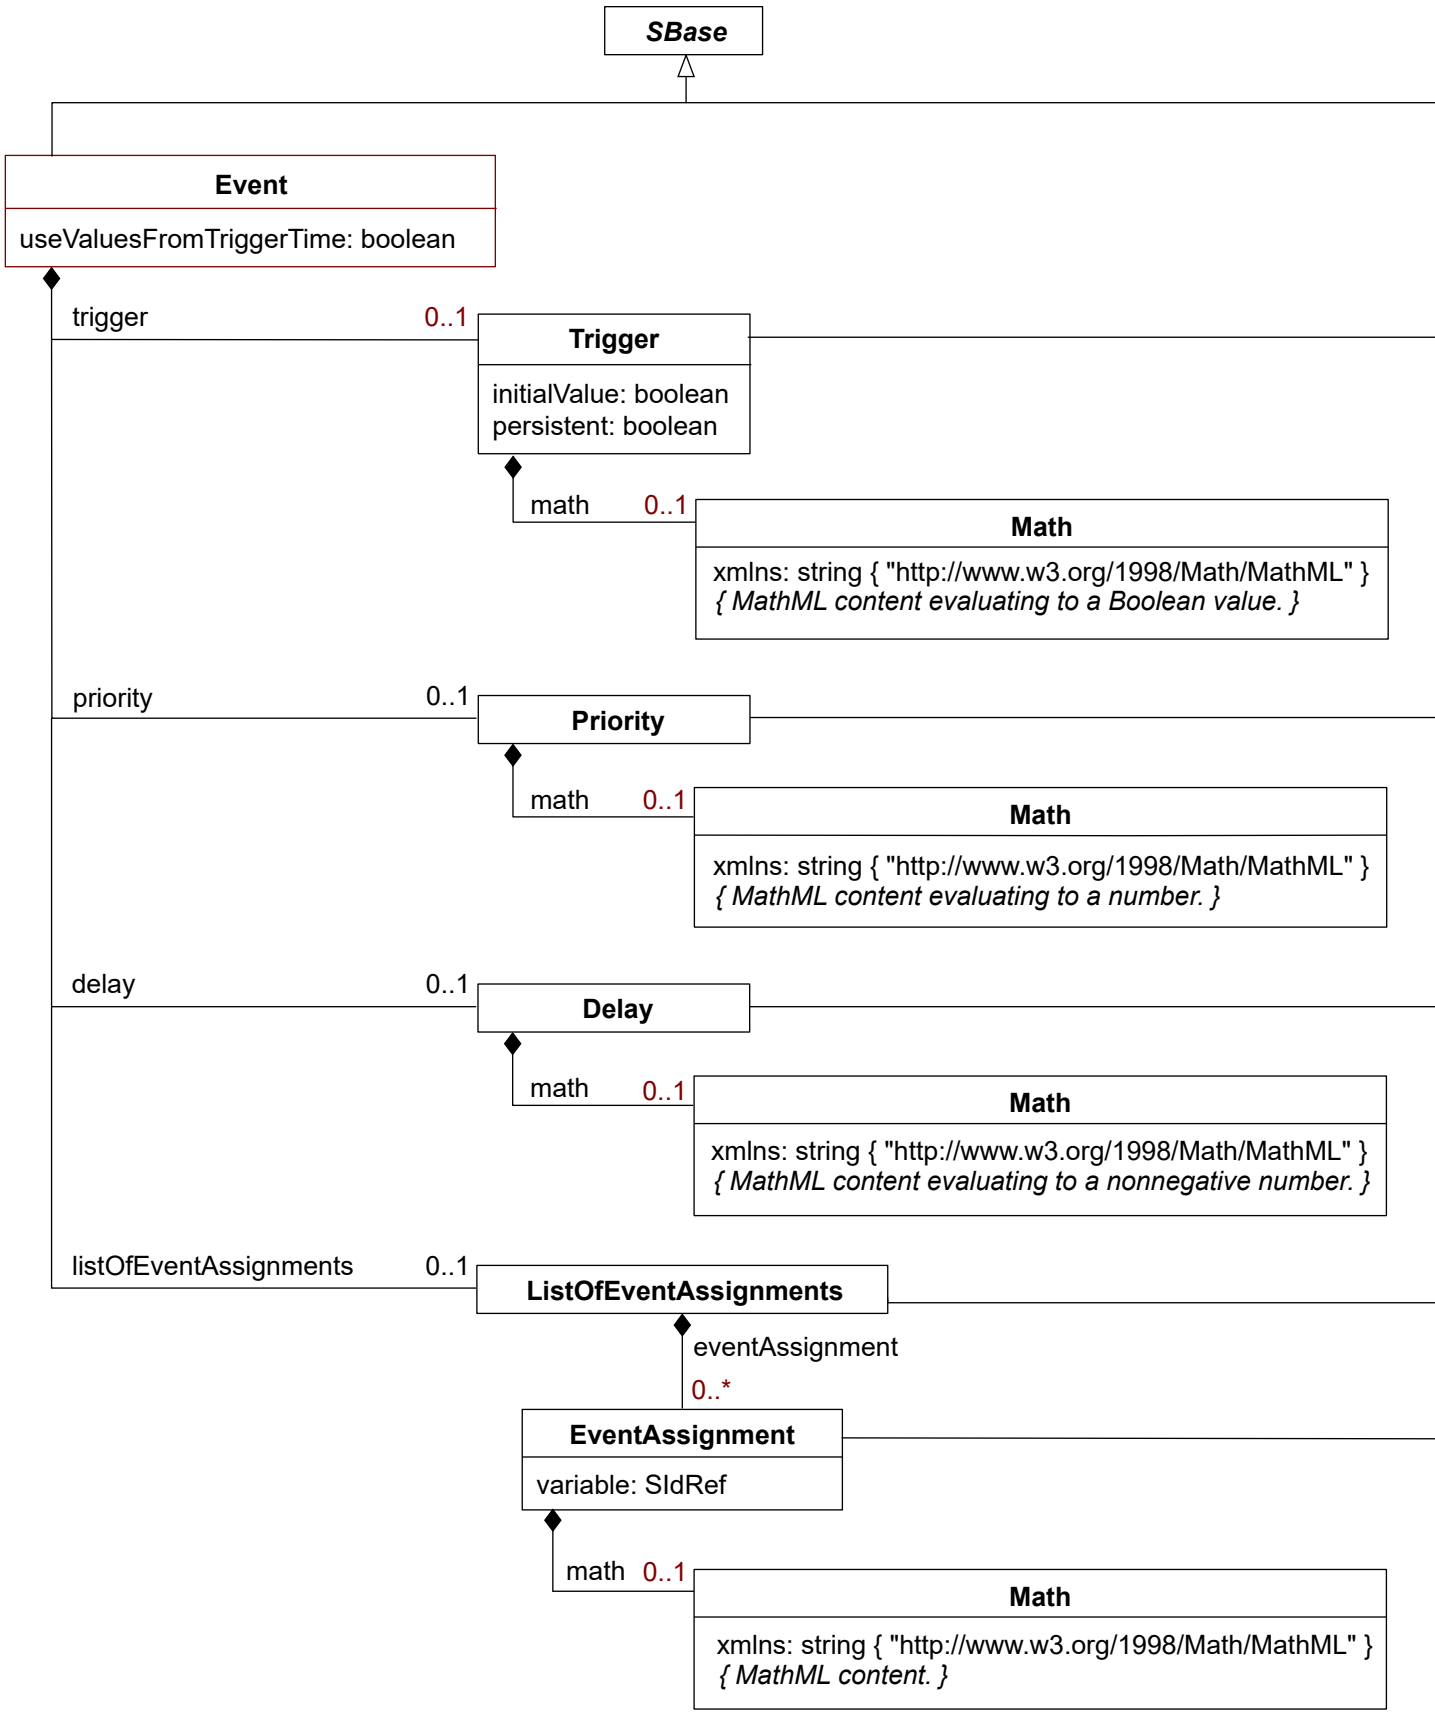 SBase
Event
useValuesFromTriggerTime: boolean
trigger 0..1
Trigger
initialValue: boolean
persistent: boolean
math 0..1
Math
xmlns: string { "http://www.w3.org/1998/Math/MathML" }
{ MathML content evaluating to a Boolean value. }
priority 0..1
Priority
math 0..1
Math
xmlns: string { "http://www.w3.org/1998/Math/MathML" }
{ MathML content evaluating to a number. }
delay 0..1
Delay
math 0..1
Math
xmlns: string { "http://www.w3.org/1998/Math/MathML" }
{ MathML content evaluating to a nonnegative number. }
listOfEventAssignments 0..1
ListOfEventAssignments
eventAssignment
0..*
EventAssignment
variable: SIdRef
math 0..1
Math
xmlns: string { "http://www.w3.org/1998/Math/MathML" }
{ MathML content. }